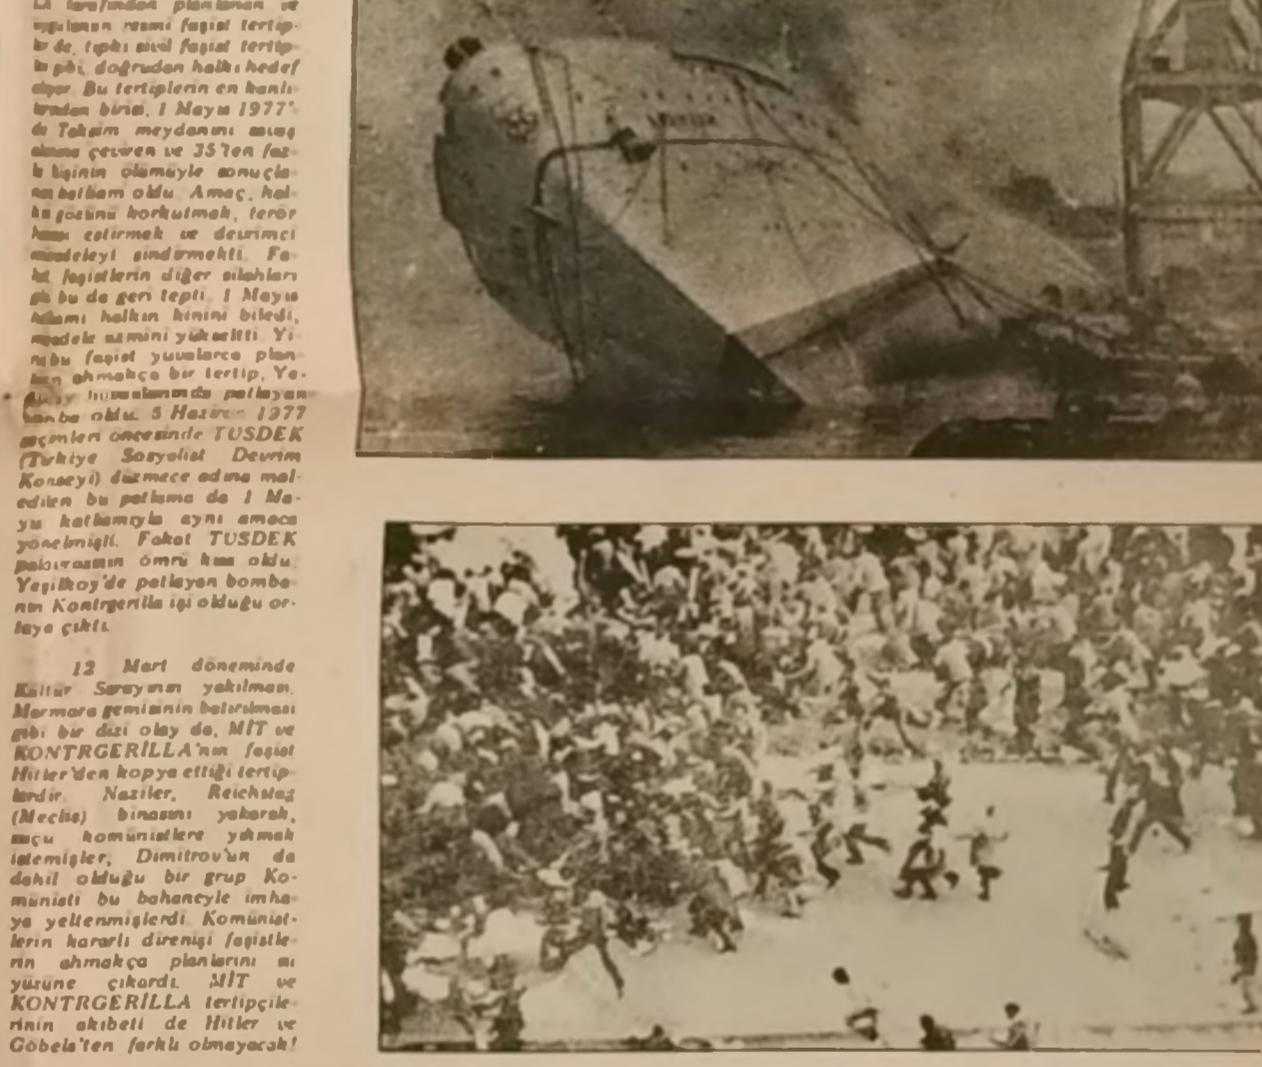 tarafından planlanan ve
uygulanan resmi faşist tertip-
ler de, tıpkı sivil faşist tertip-
ler gibi, doğrudan halkı hedef
alıyor. Bu tertiplerin en kanlı-
larından birisi, 1 Mayıs 1977'
de Taksim meydanını savaş
alanına çeviren ve 35'ten faz-
la kişinin ölümüyle sonuçla-
nan katliam oldu. Amaç, hal-
kın gözünü korkutmak, terör
havası estirmek ve devrimci
mücadeleyi sindirmekti. Fa-
kat faşistlerin diğer silahları
gibi bu da geri tepti. 1 Mayıs
katliamı halkın kinini biledi,
mücadele azmini yükseltti. Yi-
ne bu faşist yuvalarca plan-
lanan ahmakça bir tertip, Ye-
şilköy havaalanında patlayan
bomba oldu. 5 Haziran 1977
seçimleri öncesinde TUSDEK
(Türkiye Sosyalist Devrim
Konseyi) düzmece adına mal-
edilen bu patlama da 1 Ma-
yıs katliamıyla aynı amaca
yönelmişti. Fakat TUSDEK
palavrasının ömrü kısa oldu.
Yeşilköy'de patlayan bomba-
nın Kontrgerilla işi olduğu or-
taya çıktı.
12 Mart döneminde
Kültür Sarayının yakılması,
Marmara gemisinin batırılması
gibi bir dizi olay da, MİT ve
KONTRGERİLLA'nın faşist
Hitler'den kopya ettiği tertip-
lerdir. Naziler, Reichstag
(Meclis) binasını yakarak,
suçu komünistlere yıkmak
istemişler, Dimitrov'un da
dahil olduğu bir grup Ko-
münisti bu bahaneyle imha-
ya yeltenmişlerdi. Komünist-
lerin kararlı direnişi faşistle-
rin ahmakça planlarını su
yüzüne çıkardı. MİT ve
KONTRGERİLLA tertipçile-
rinin akıbeti de Hitler ve
Göbels'ten farklı olmayacak!